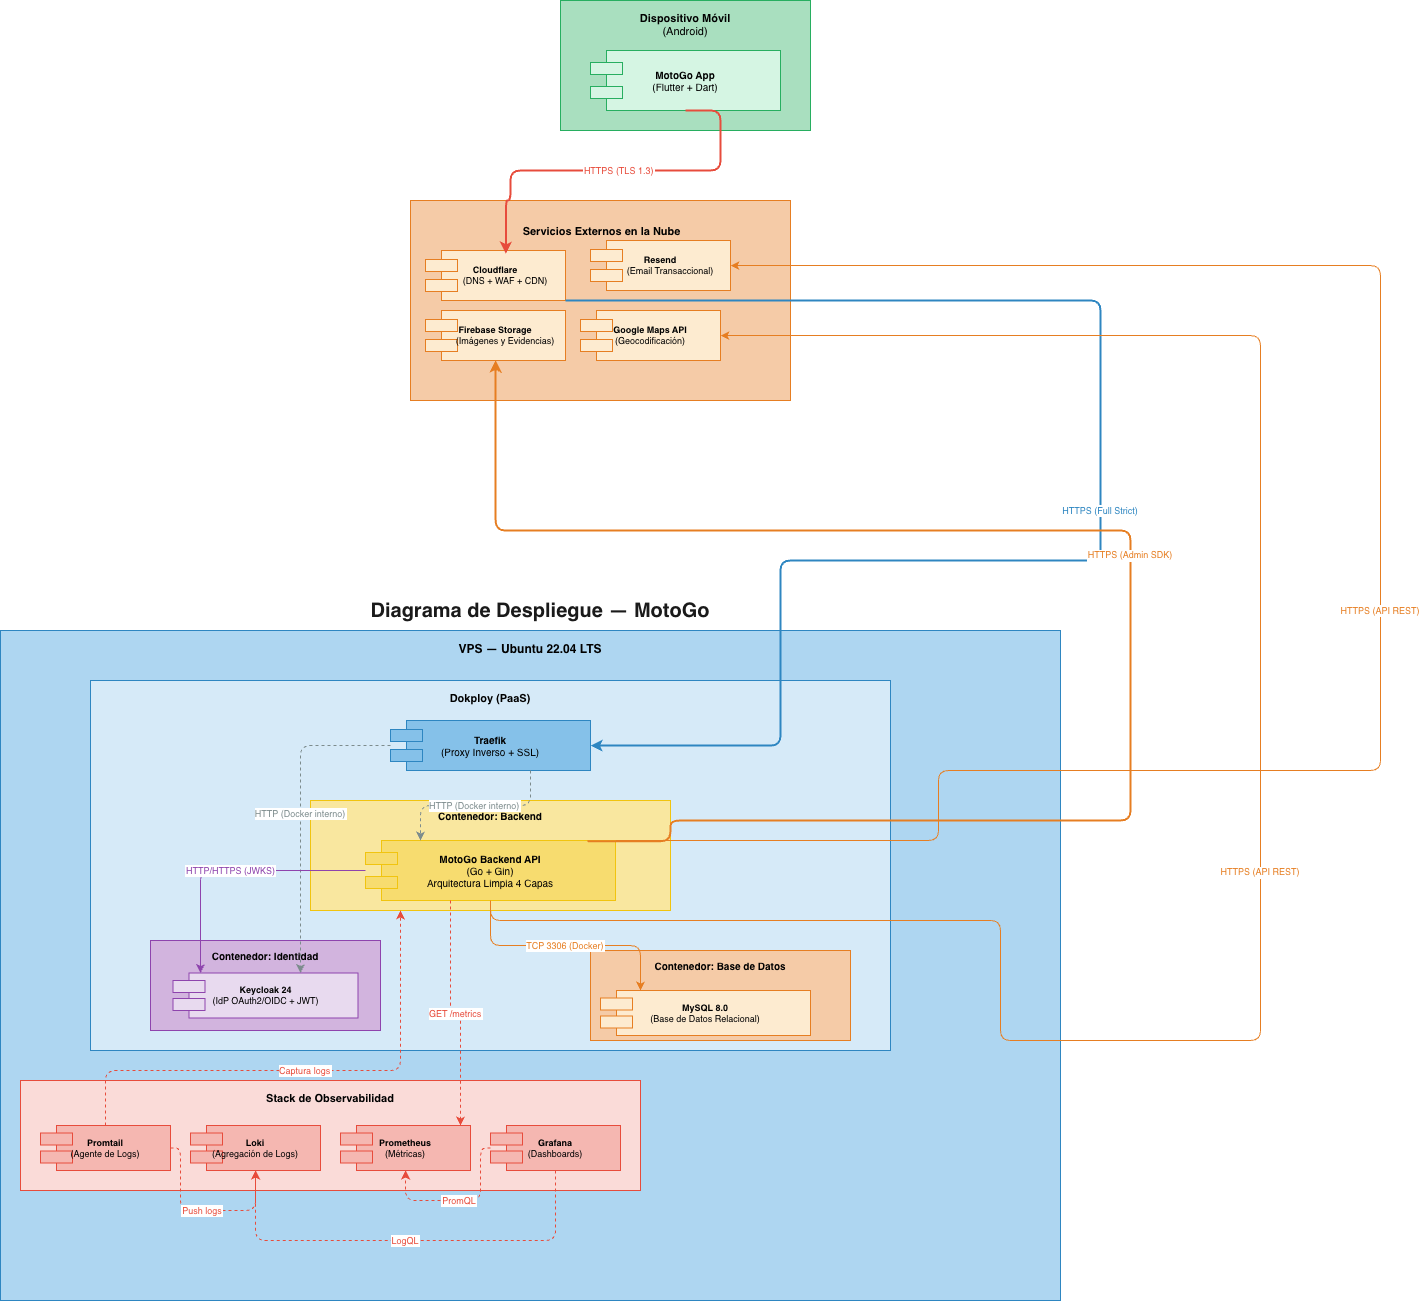 Dispositivo Móvil
(Android)
MotoGo App
(Flutter + Dart)
HTTPS (TLS 1.3)
Servicios Externos en la Nube
Cloudflare
(DNS + WAF + CDN)
Resend
(Email Transaccional)
Firebase Storage
(Imágenes y Evidencias)
Google Maps API
(Geocodificación)
HTTPS (Full Strict)
HTTPS (Admin SDK)
HTTPS (API REST)
Diagrama de Despliegue — MotoGo
VPS — Ubuntu 22.04 LTS
Dokploy (PaaS)
Traefik
(Proxy Inverso + SSL)
HTTP (Docker interno)
HTTP (Docker interno)
Contenedor: Backend
MotoGo Backend API
(Go + Gin)
Arquitectura Limpia 4 Capas
HTTP/HTTPS (JWKS)
HTTPS (API REST)
TCP 3306 (Docker)
Contenedor: Identidad
Keycloak 24
(IdP OAuth2/OIDC + JWT)
Contenedor: Base de Datos
MySQL 8.0
(Base de Datos Relacional)
GET /metrics
Captura logs
Stack de Observabilidad
Promtail
(Agente de Logs)
Loki
(Agregación de Logs)
Prometheus
(Métricas)
Grafana
(Dashboards)
PromQL
Push logs
LogQL